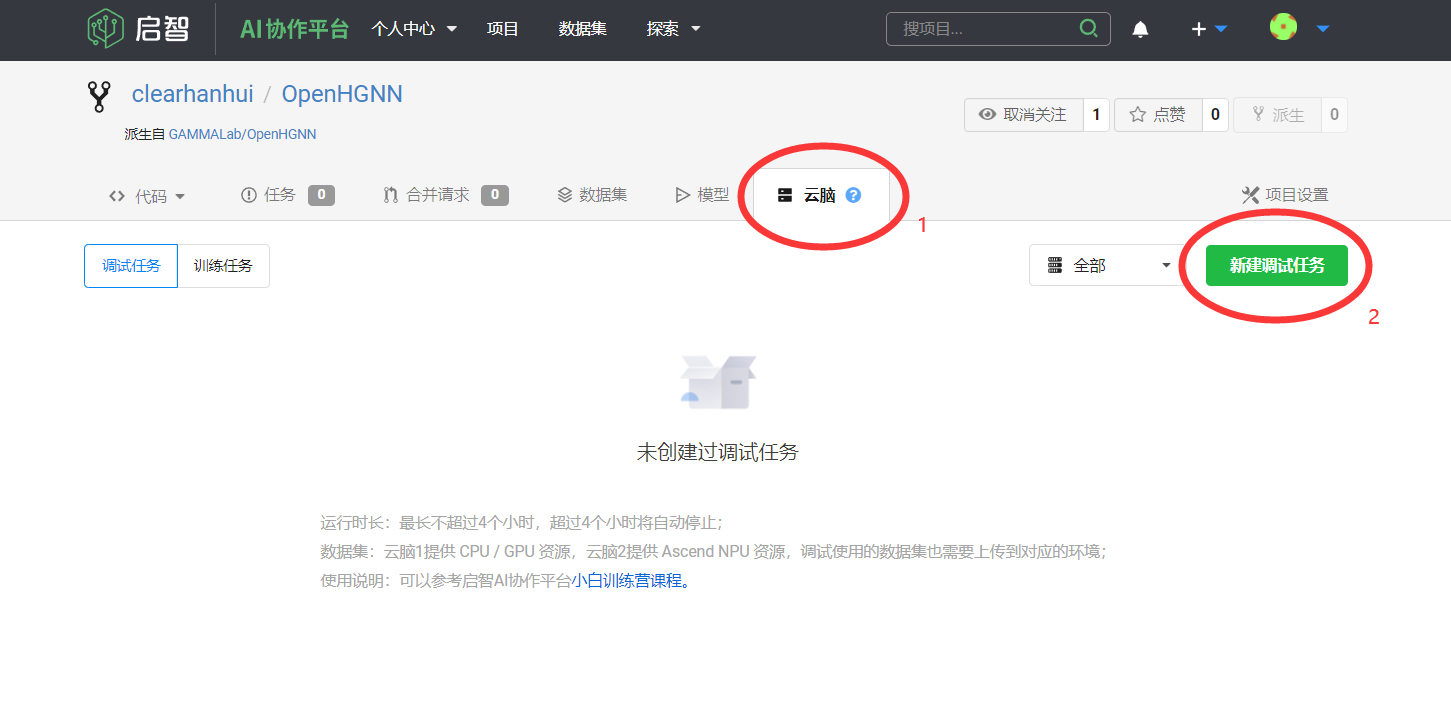 启智 AI协作平台 个人中心 项目 数据集 探索 搜项目...
clearhanhui / OpenHGNN
取消关注 1 点赞 0 派生 0
派生自 GAMMALab/OpenHGNN
代码 任务 0 合并请求 0 数据集 模型 云脑 ? 项目设置
1
调试任务 训练任务 全部 新建调试任务
2
未创建过调试任务
运行时长：最长不超过4个小时，超过4个小时将自动停止；
数据集：云脑1提供 CPU / GPU 资源，云脑2提供 Ascend NPU 资源，调试使用的数据集也需要上传到对应的环境；
使用说明：可以参考启智AI协作平台小白训练营课程。